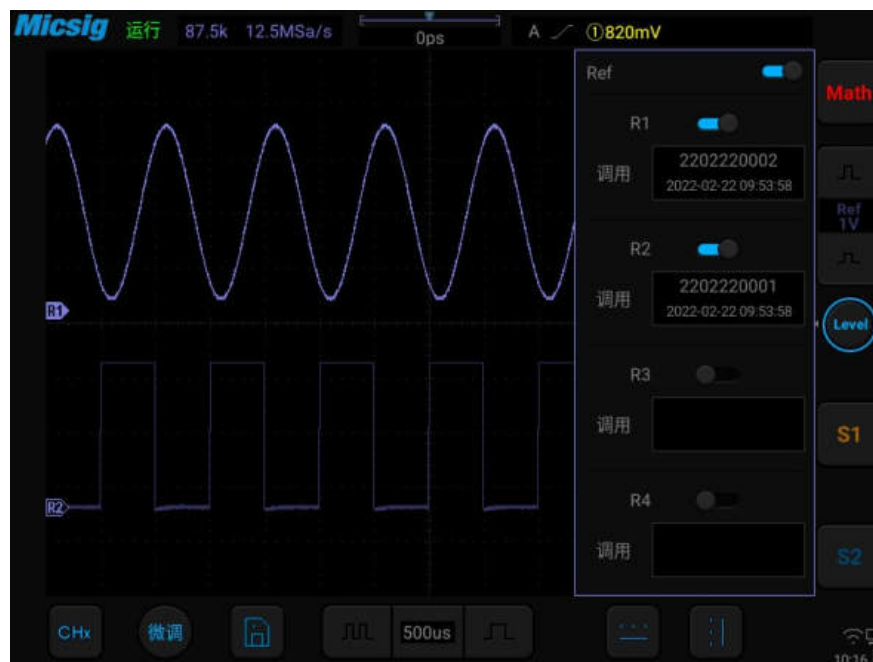 Micsig 运行 87.5k 12.5MSa/s 0ps A ①820mV
Ref
Math
R1
调用
2202220002
2022-02-22 09:53:58
Ref
1V
R2
调用
2202220001
2022-02-22 09:53:58
R1
Level
R3
调用
S1
R2
R4
调用
S2
CHx 微调 500us
10:16